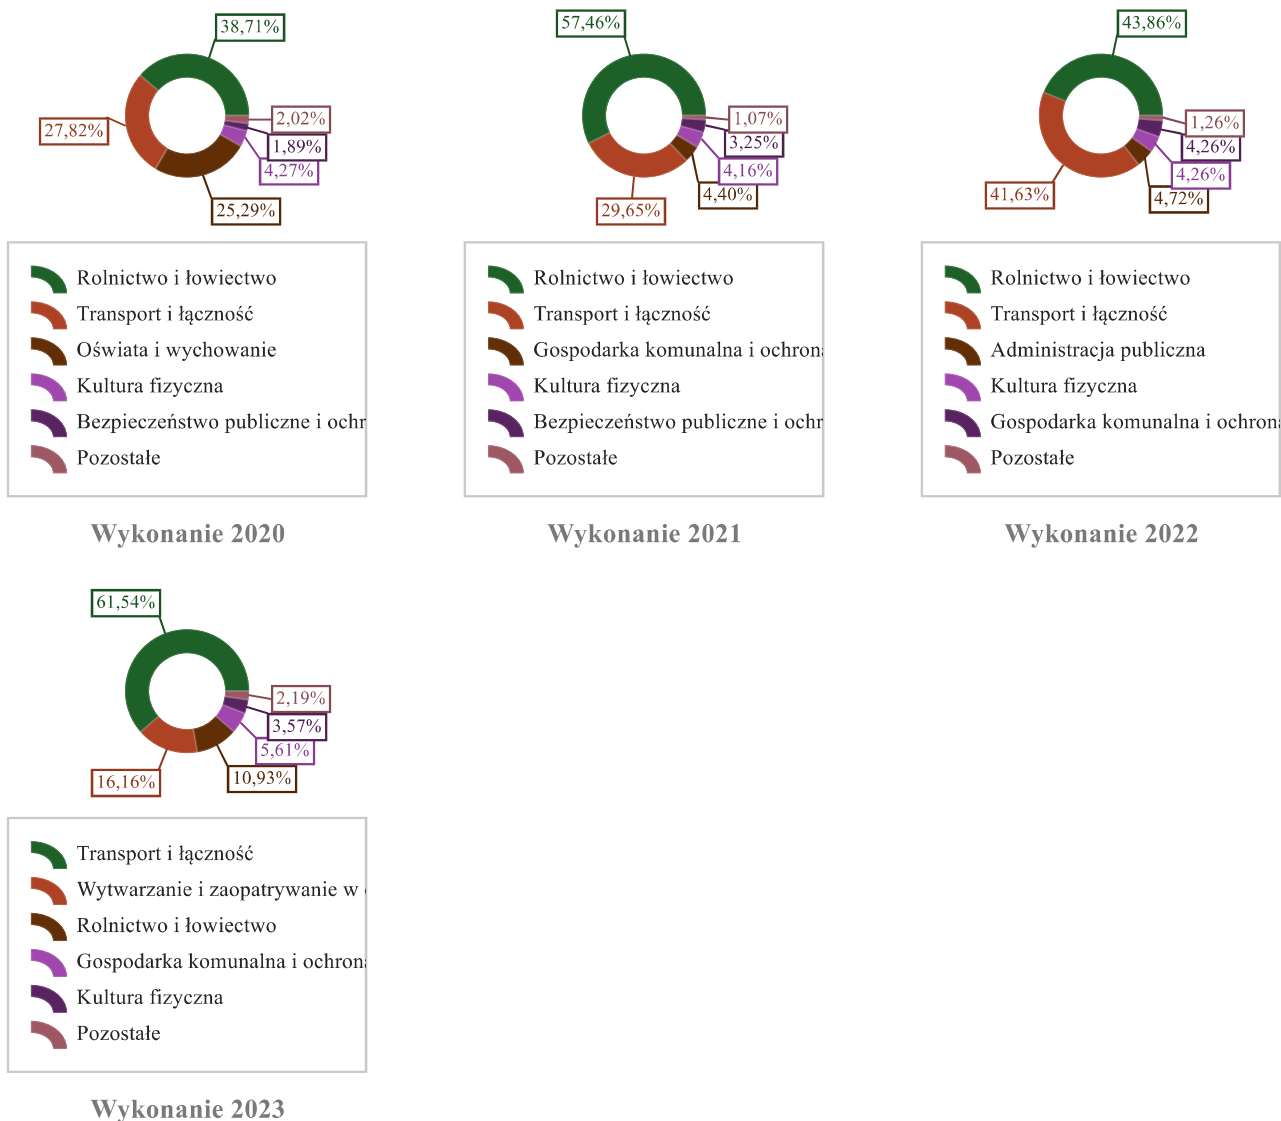 38,71%
27,82%
2,02%
1,89%
4,27%
25,29%
Rolnictwo i łowiectwo
Transport i łączność
Oświata i wychowanie
Kultura fizyczna
Bezpieczeństwo publiczne i ochr
Pozostałe
Wykonanie 2020
57,46%
1,07%
3,25%
4,16%
4,40%
29,65%
Rolnictwo i łowiectwo
Transport i łączność
Gospodarka komunalna i ochrona
Kultura fizyczna
Bezpieczeństwo publiczne i ochr
Pozostałe
Wykonanie 2021
43,86%
1,26%
4,26%
4,26%
4,72%
41,63%
Rolnictwo i łowiectwo
Transport i łączność
Administracja publiczna
Kultura fizyczna
Gospodarka komunalna i ochrona
Pozostałe
Wykonanie 2022
61,54%
2,19%
3,57%
5,61%
10,93%
16,16%
Transport i łączność
Wytwarzanie i zaopatrywanie w
Rolnictwo i łowiectwo
Gospodarka komunalna i ochrona
Kultura fizyczna
Pozostałe
Wykonanie 2023